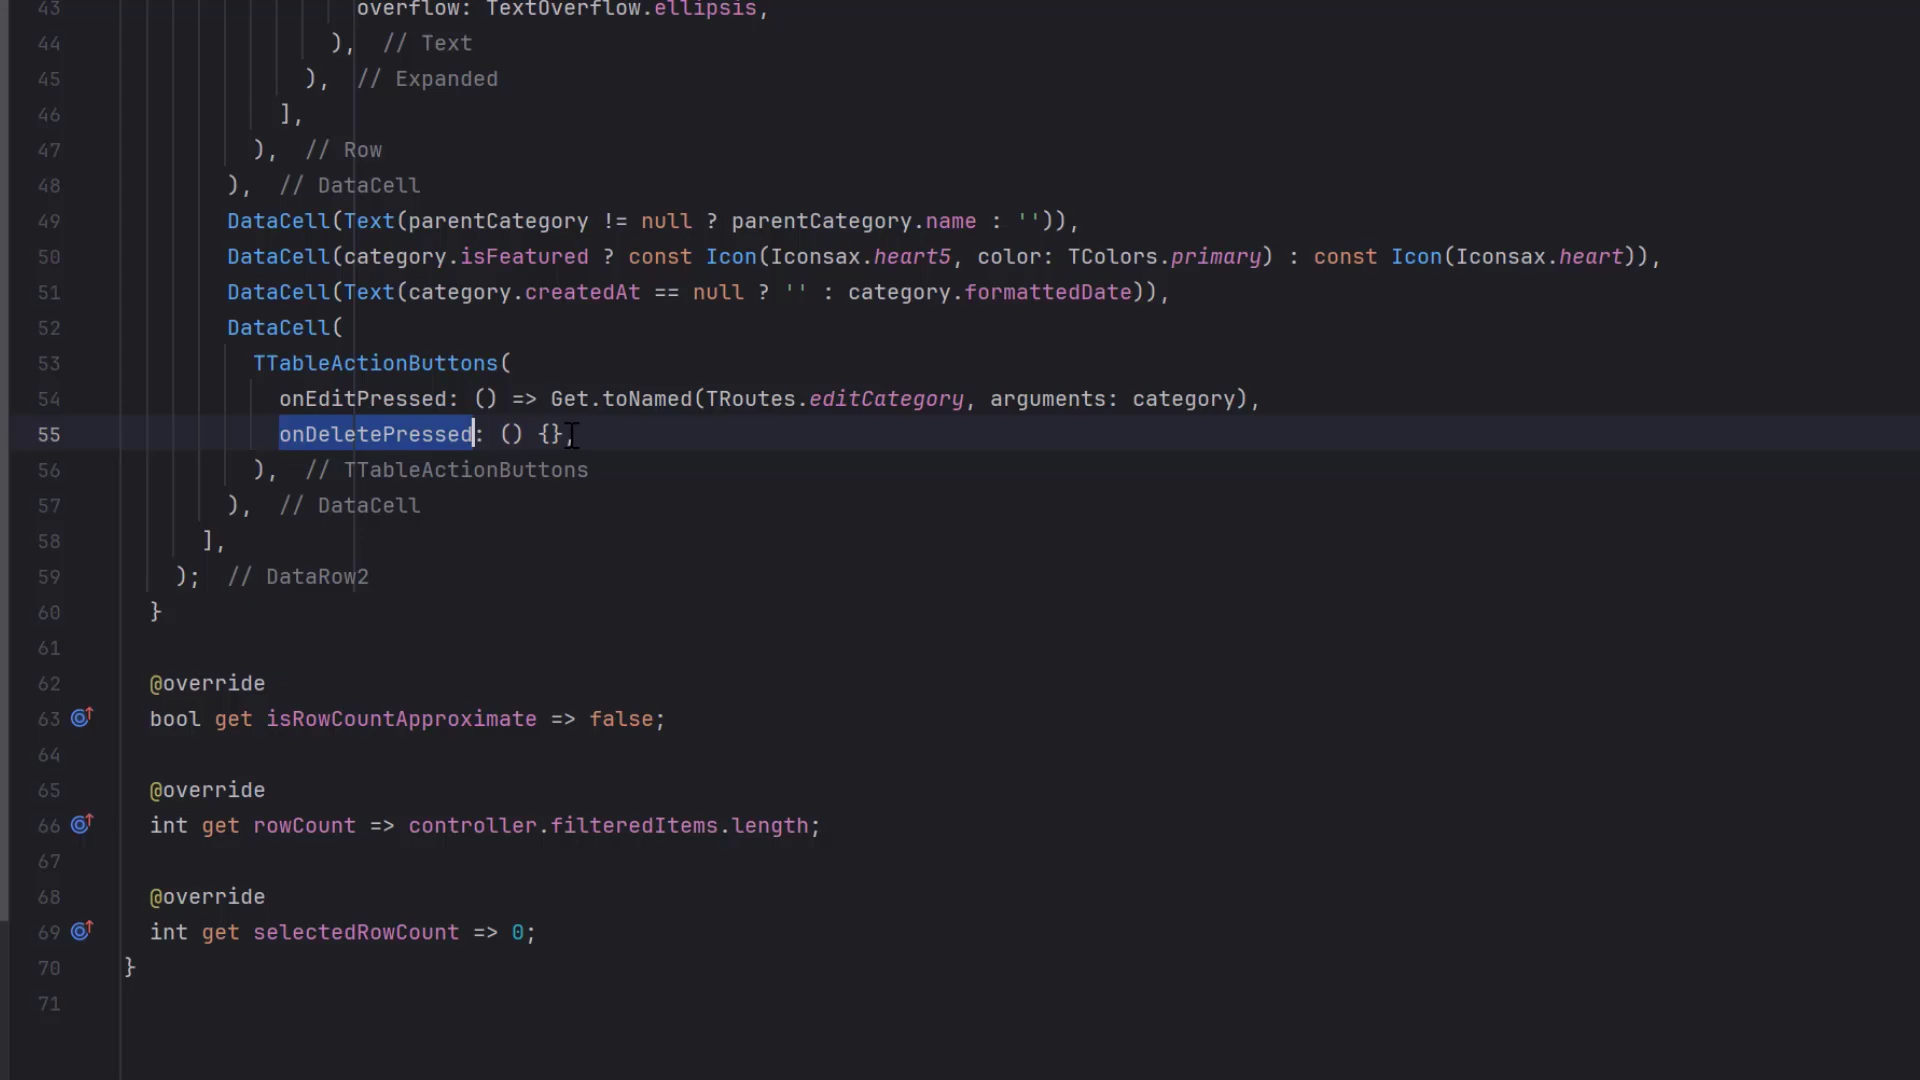 43 overflow: TextOverflow.ellipsis,
44 ), // Text
45 ), // Expanded
46 ],
47 ), // Row
48 ), // DataCell
49 DataCell(Text(parentCategory != null ? parentCategory.name : '')),
50 DataCell(category.isFeatured ? const Icon(Iconsax.heart5, color: TColors.primary) : const Icon(Iconsax.heart)),
51 DataCell(Text(category.createdAt == null ? '' : category.formattedDate)),
52 DataCell(
53 TTableActionButtons(
54 onEditPressed: () => Get.toNamed(TRoutes.editCategory, arguments: category),
55 onDeletePressed: () {},
56 ), // TTableActionButtons
57 ), // DataCell
58 ],
59 ); // DataRow2
60 }
61
62 @override
63 bool get isRowCountApproximate => false;
64
65 @override
66 int get rowCount => controller.filteredItems.length;
67
68 @override
69 int get selectedRowCount => 0;
70 }
71